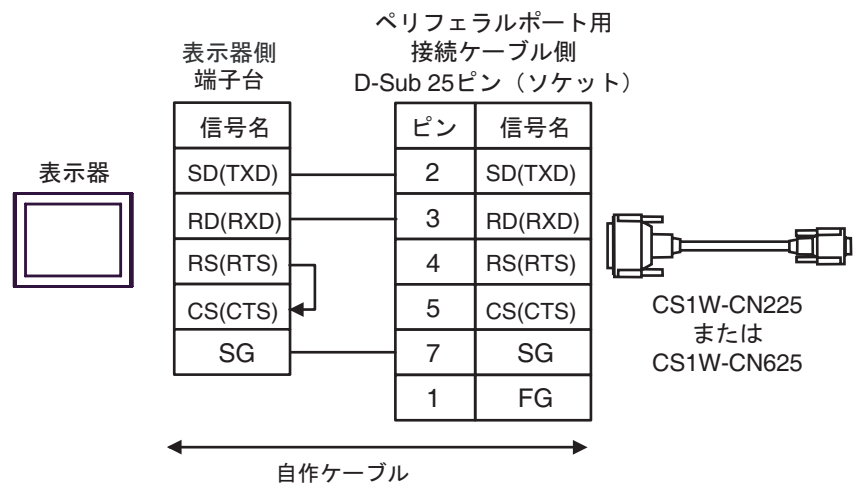 ペリフェラルポート用
接続ケーブル側
D-Sub 25ピン（ソケット）
表示器側
端子台
信号名 ピン 信号名
表示器
SD(TXD) 2 SD(TXD)
RD(RXD) 3 RD(RXD)
RS(RTS) 4 RS(RTS)
CS(CTS) 5 CS(CTS)
SG 7 SG
1 FG
CS1W-CN225
または
CS1W-CN625
自作ケーブル